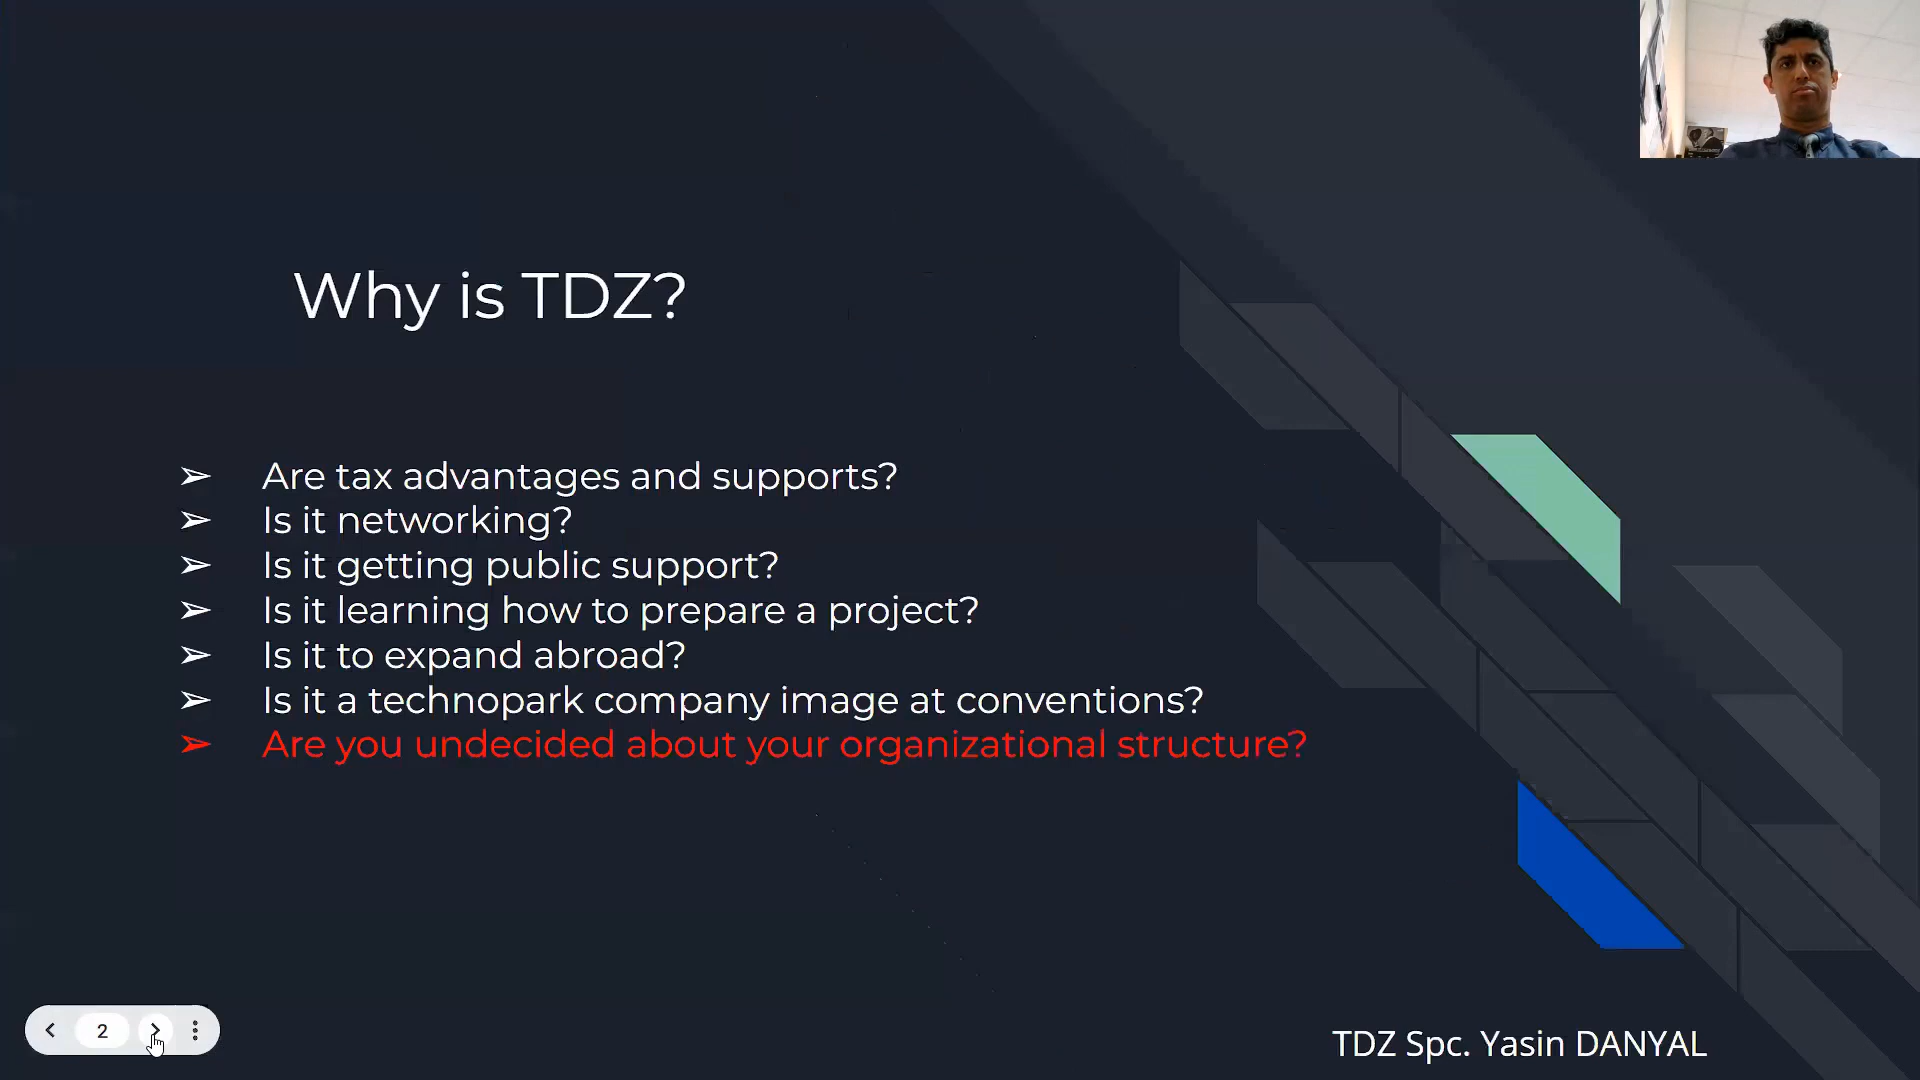 Why is TDZ?
➢ Are tax advantages and supports?
➢ Is it networking?
➢ Is it getting public support?
➢ Is it learning how to prepare a project?
➢ Is it to expand abroad?
➢ Is it a technopark company image at conventions?
➢ Are you undecided about your organizational structure?
2
TDZ Spc. Yasin DANYAL